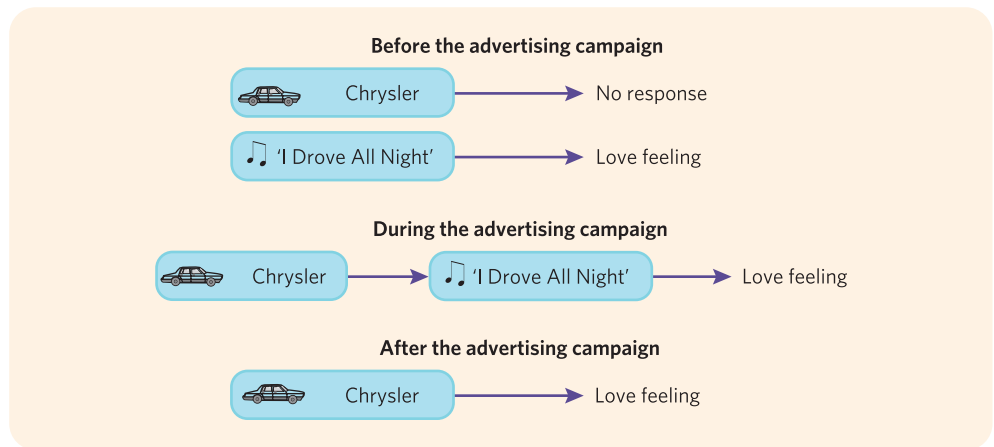 Before the advertising campaign
Chrysler No response
‘I Drove All Night’ Love feeling
During the advertising campaign
Chrysler ‘I Drove All Night’ Love feeling
After the advertising campaign
Chrysler Love feeling